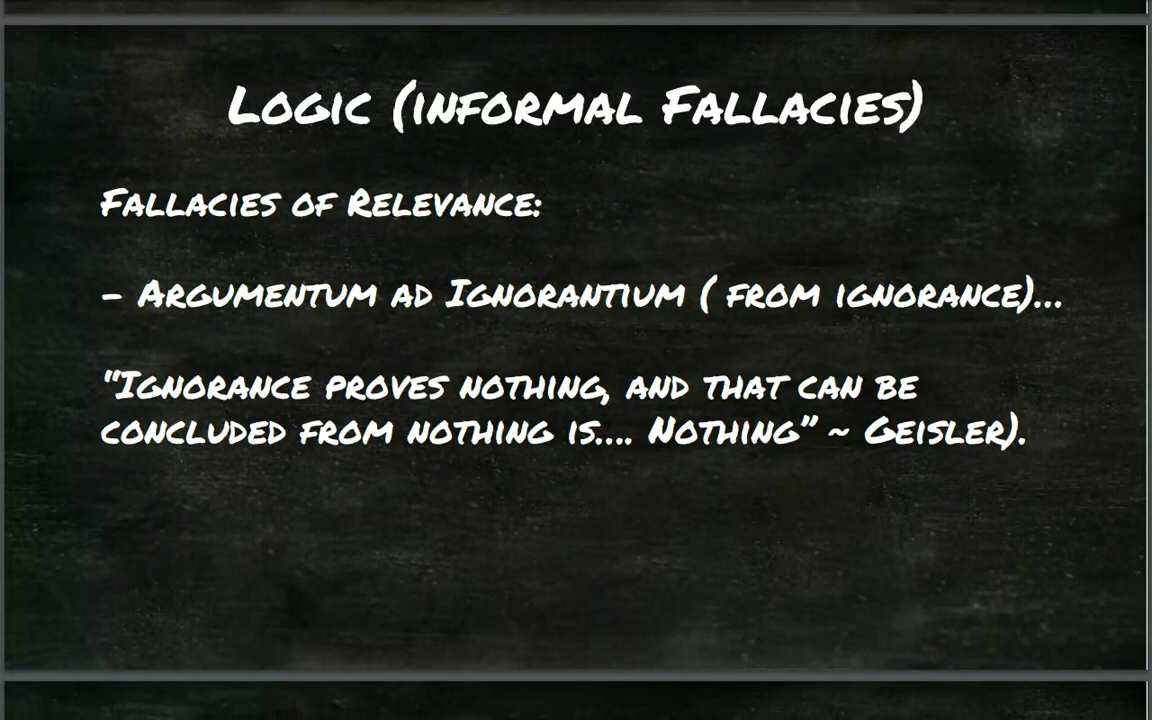 Logic (informal Fallacies)
Fallacies of Relevance:
- Argumentum ad Ignorantium ( from ignorance)...
"Ignorance proves nothing, and that can be
concluded from nothing is.... Nothing" ~ Geisler).